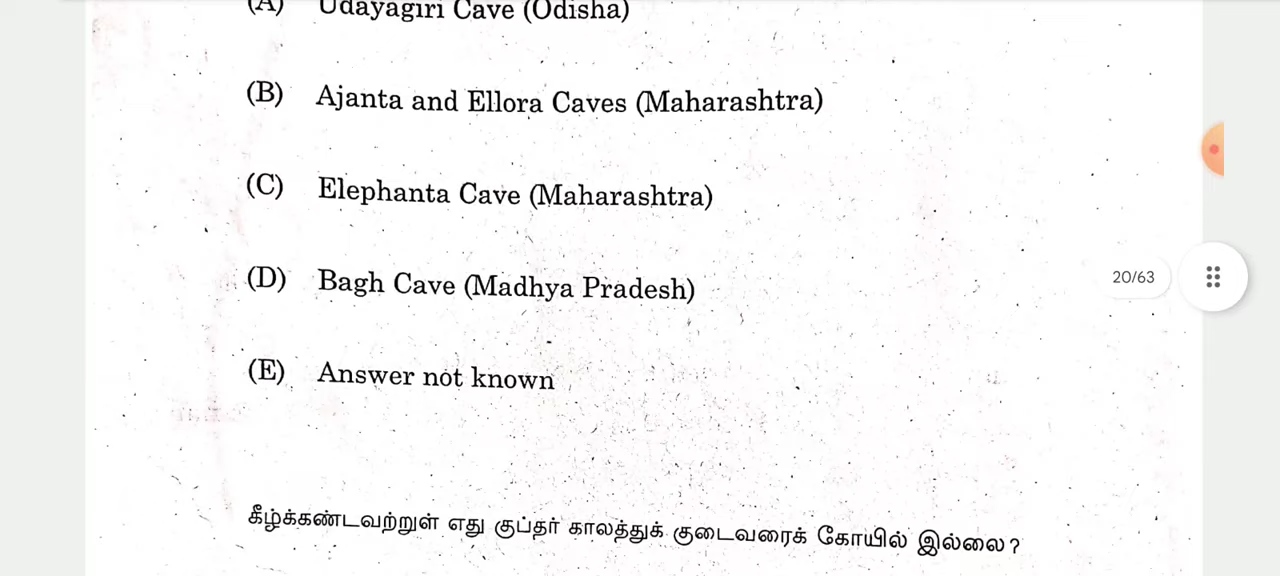 (A) Udayagiri Cave (Odisha)
(B) Ajanta and Ellora Caves (Maharashtra)
(C) Elephanta Cave (Maharashtra)
20/63
(D) Bagh Cave (Madhya Pradesh)
(E) Answer not known
கீழ்க்கண்டவற்றுள் எது குப்தர் காலத்துக் குடைவரைக் கோயில் இல்லை?